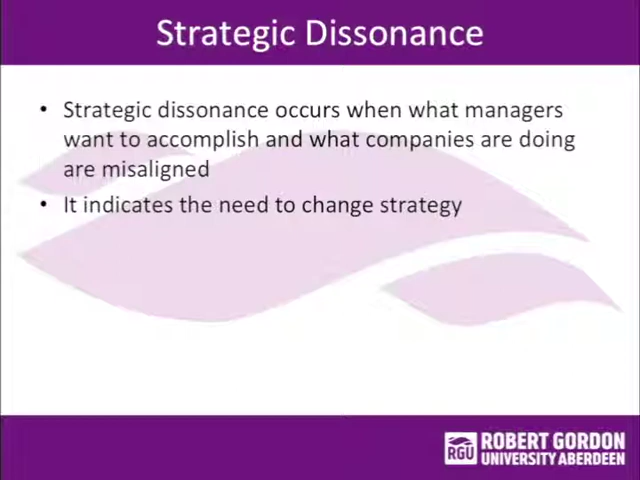 Strategic Dissonance
• Strategic dissonance occurs when what managers
want to accomplish and what companies are doing
are misaligned
• It indicates the need to change strategy
RGU
ROBERT GORDON
UNIVERSITY ABERDEEN